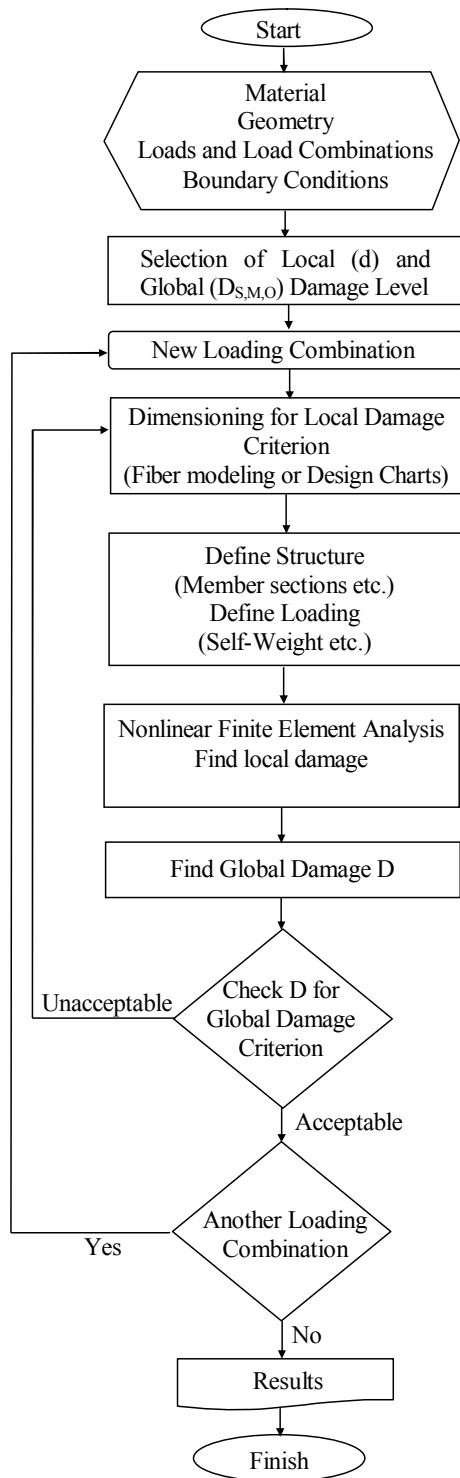 Start
Material
Geometry
Loads and Load Combinations
Boundary Conditions
Selection of Local (d) and
Global (D_S,M,O) Damage Level
New Loading Combination
Dimensioning for Local Damage
Criterion
(Fiber modeling or Design Charts)
Define Structure
(Member sections etc.)
Define Loading
(Self-Weight etc.)
Nonlinear Finite Element Analysis
Find local damage
Find Global Damage D
Check D for
Global Damage
Criterion
Unacceptable
Acceptable
Another Loading
Combination
Yes
No
Results
Finish